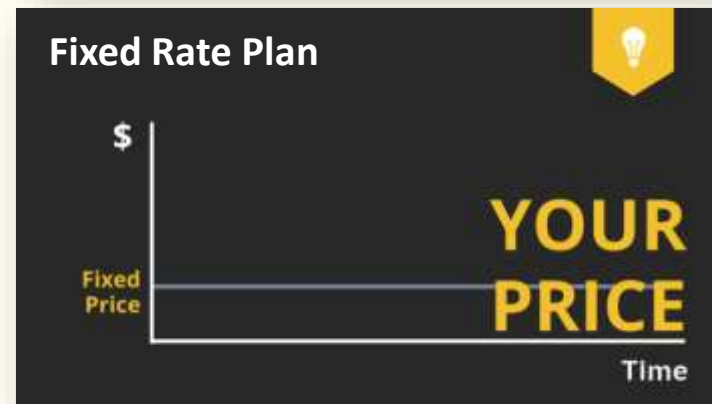 Fixed Rate Plan
$
YOUR
PRICE
Fixed
Price
Time